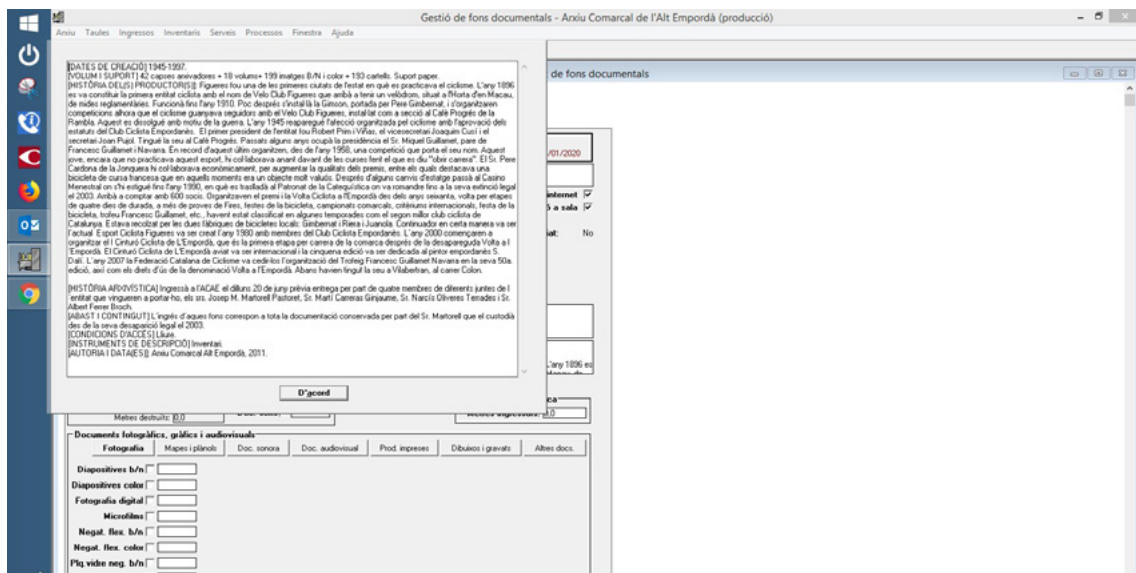 Gestió de fons documentals - Arxiu Comarcal de l'Alt Empordà (producció)
Arxiu Taules Ingressos Inventaris Serveis Processos Finestra Ajuda
de fons documentals
[DATES DE CREACIÓ] 1945-1997.
[VOLUM I SUPORT] 42 capses arxivadores + 18 volums+ 199 imatges B/N i color + 193 cartells. Suport paper.
[HISTÒRIA DEL(S) PRODUCTOR(S)]: Figueres fou una de les primeres ciutats de l'estat en què es practicava el ciclisme. L'any 1896
es va constituir la primera entitat ciclista amb el nom de Velo Club Figueres que arribà a tenir un velòdrom, situat a l'Horta d'en Macau,
de mides reglamentàries. Funcionà fins l'any 1910. Poc després s'instal·là la Gimson, portada per Pere Gimbernat, i s'organitzaren
competicions alhora que el ciclisme guanyava seguidors amb el Velo Club Figueres, instal·lat com a secció al Cafè Progrés de la
Rambla. Aquest es dissolgué amb motiu de la guerra. L'any 1945 reaparegué l'afecció organitzada pel ciclisme amb l'aprovació dels
estatuts del Club Ciclista Empordanès. El primer president de l'entitat fou Robert Prim i Viñas, el vicesecretari Joaquim Cusí i el
secretari Joan Pujol. Tingué la seu al Cafè Progrés. Passats alguns anys ocupà la presidència el Sr. Miquel Guillamet, pare de
Francesc Guillamet i Navarra. En record d'aquest últim organitzen, des de l'any 1958, una competició que porta el seu nom. Aquest
jove, encara que no practicava aquest esport, hi col·laborava anant davant de les curses fent el que es diu "obrir carrera". El Sr. Pere
Cardona de la Jonquera hi col·laborava econòmicament, per augmentar la qualitats dels premis, entre els quals destacava una
bicicleta de cursa francesa que en aquells moments era un objecte molt valuós. Després d'alguns canvis d'estatge passà al Casino
Menestral on s'hi estigué fins l'any 1990, en què es traslladà al Patronat de la Catequística on va romandre fins a la seva extinció legal
el 2003. Arribà a comptar amb 600 socis. Organitzaven el premi i la Volta Ciclista a l'Empordà des dels anys seixanta, volta per etapes
de quatre dies de durada, a més de proves de Fires, festes de la bicicleta, campionats comarcals, critèriums internacionals, festa de la
bicicleta, trofeu Francesc Guillamet, etc., havent estat classificat en algunes temporades com el segon millor club ciclista de
Catalunya. Estava recolzat per les dues fàbriques de bicicletes locals: Gimbernat i Riera i Juanola. Continuador en certa manera va ser
l'actual Esport Ciclista Figueres va ser creat l'any 1980 amb membres del Club Ciclista Empordanès. L'any 2000 començaren a
organitzar el I Cinturó Ciclista de L'Empordà, que és la primera etapa per carrera de la comarca després de la desapareguda Volta a l
'Empordà. El Cinturó Ciclista de L'Empordà aviat va ser internacional i la cinquena edició va ser dedicada al pintor empordanès S.
Dalí. L'any 2007 la Federació Catalana de Ciclisme va cedir-los l'organització del Trofeig Francesc Guillamet Navarra en la seva 50a.
edició, així com els drets d'ús de la denominació Volta a l'Empordà. Abans havien tingut la seu a Vilabertran, al carrer Colon.
[HISTÒRIA ARXIVÍSTICA] Ingressà a l'ACAE el dilluns 20 de juny prèvia entrega per part de quatre membres de diferents juntes de l
'entitat que vingueren a portar-ho, els srs. Josep M. Martorell Pastoret, Sr. Martí Carreras Ginjaume, Sr. Narcís Oliveres Terrades i Sr.
Albert Ferrer Broch.
[ABAST I CONTINGUT] L'ingrés d'aques fons correspon a tota la documentació conservada per part del Sr. Martorell que el custodià
des de la seva desaparició legal el 2003.
[CONDICIONS D'ACCÉS] Lliure.
[INSTRUMENTS DE DESCRIPCIÓ] Inventari.
[AUTORIA I DATA(ES)]: Arxiu Comarcal Alt Empordà, 2011.
D'acord
/01/2020
internet
ó a sala
at: No
L'any 1896 es
Metres destruïts: 0,0
0,0
Documents fotogràfics, gràfics i audiovisuals
Fotografia Mapes i plànols Doc. sonora Doc. audiovisual Prod. impreses Dibuixos i gravats Altres docs.
Diapositives b/n
Diapositives color
Fotografia digital
Microfilms
Negat. flex. b/n
Negat. flex. color
Plq.vidre neg. b/n